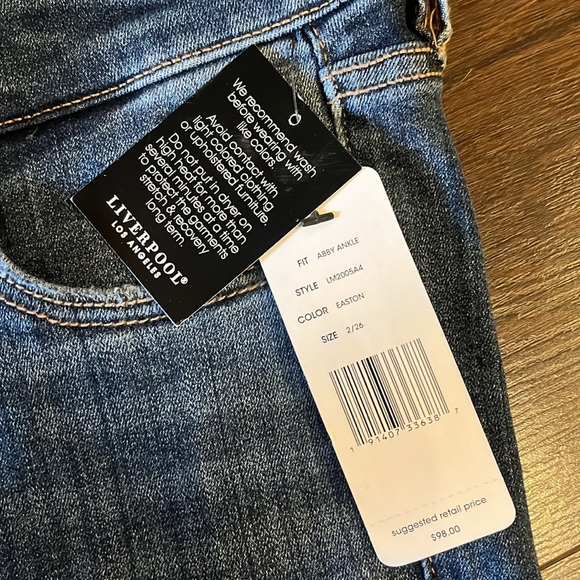 We recommend wash
before wearing with
like colors.
Avoid contact with
light colored clothing
or upholstered furniture.
Do not put in dryer on
high heat for more than
several minutes at a time
to protect the garments
stretch & recovery
long term.
LIVERPOOL®
LOS ANGELES
FIT ABBY ANKLE
STYLE LM2005A4
COLOR EASTON
SIZE 2/26
1 91407 33638 7
suggested retail price
$98.00